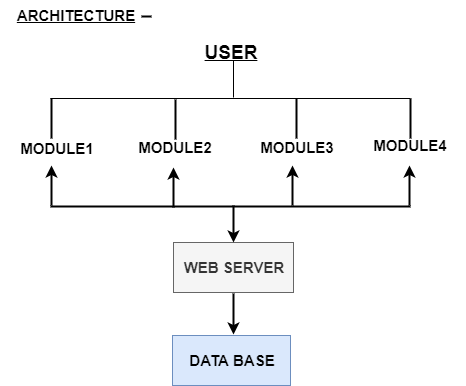 ARCHITECTURE –
USER
MODULE1 MODULE2 MODULE3 MODULE4
WEB SERVER
DATA BASE